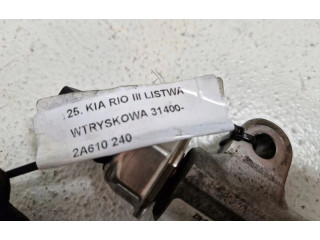 .25. KIA RIO III LISTWA
WTRYSKOWA 31400-
2A610 240